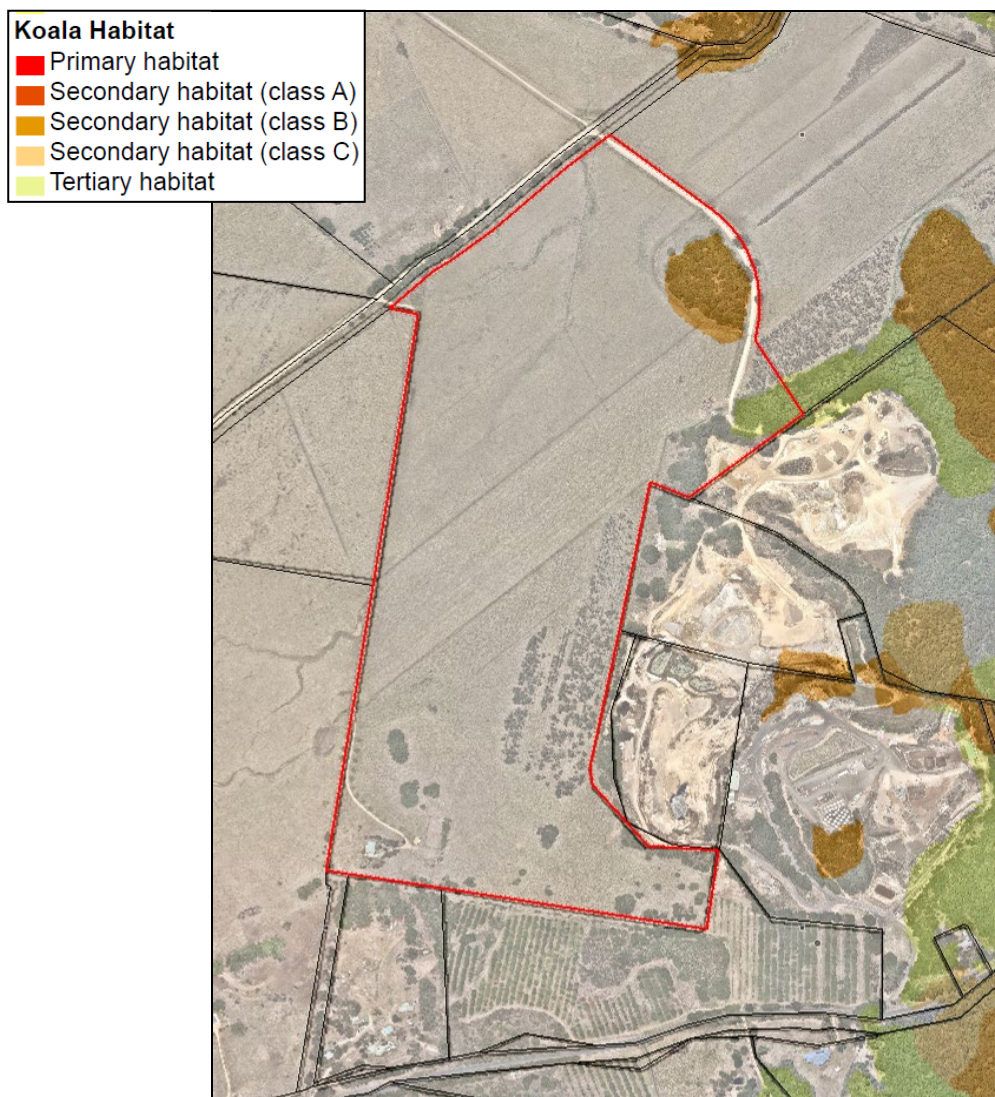 Koala Habitat
Primary habitat
Secondary habitat (class A)
Secondary habitat (class B)
Secondary habitat (class C)
Tertiary habitat